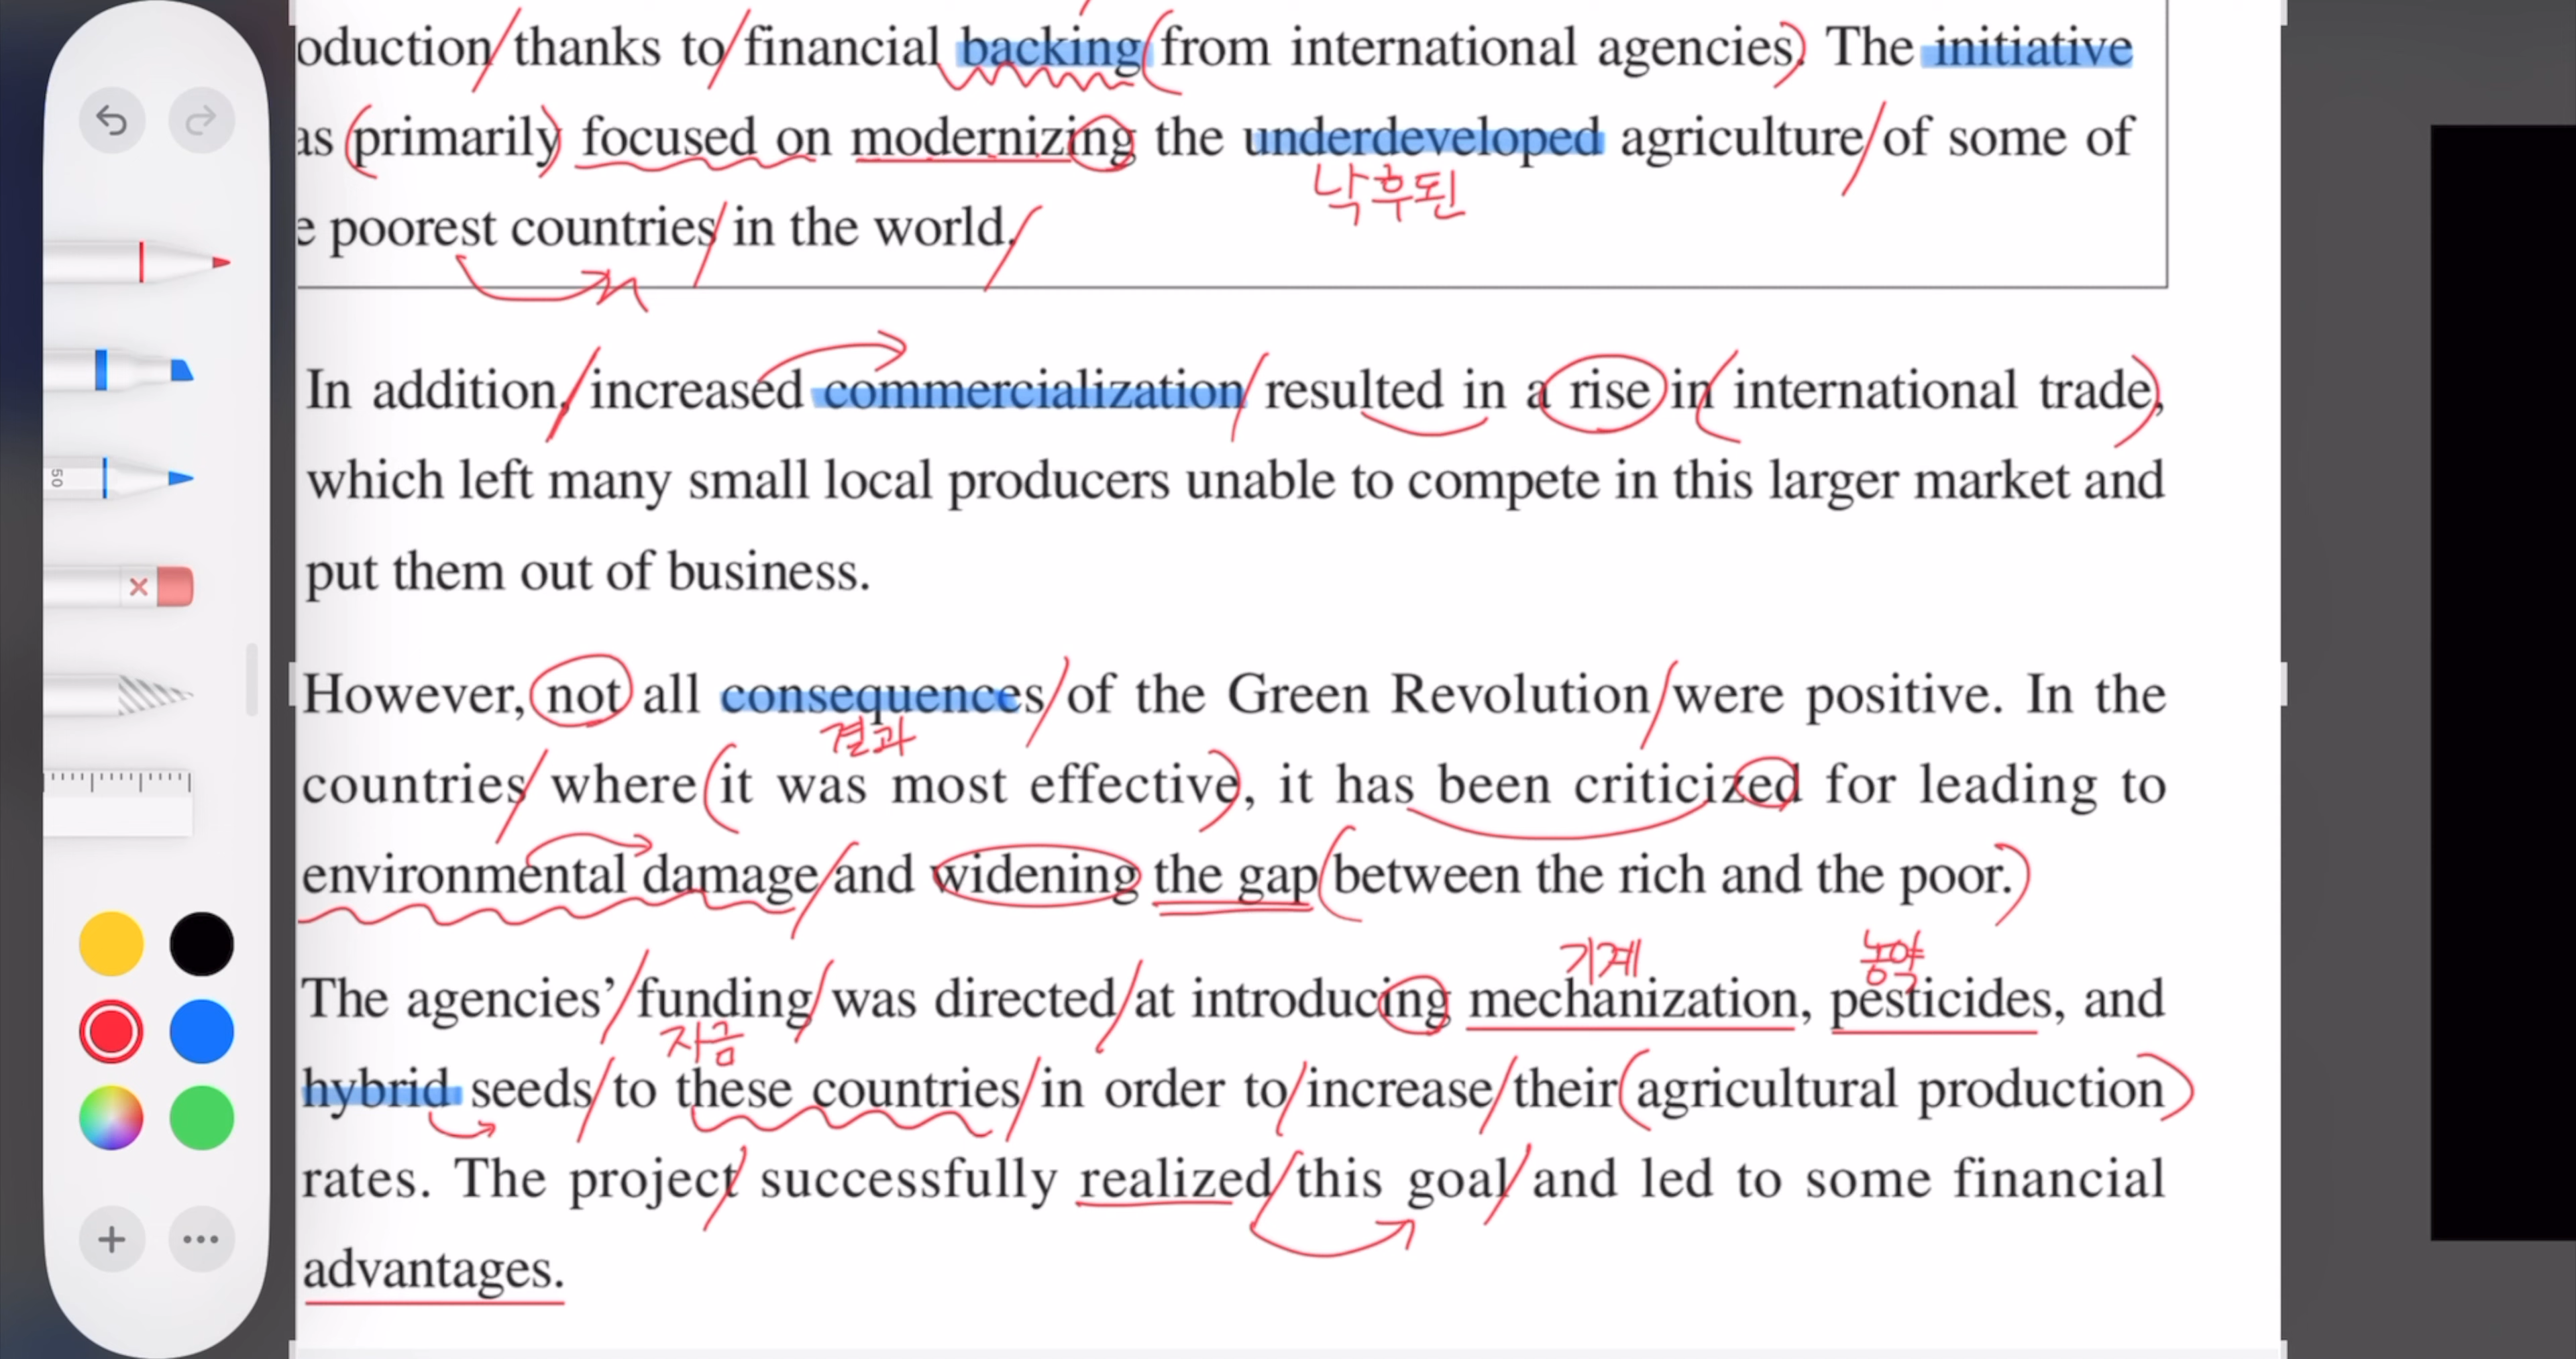 oduction thanks to financial backing from international agencies. The initiative
as primarily focused on modernizing the underdeveloped agriculture of some of
낙후된
e poorest countries in the world.
In addition, increased commercialization resulted in a rise in international trade,
which left many small local producers unable to compete in this larger market and
put them out of business.
However, not all consequences of the Green Revolution were positive. In the
결과
countries where it was most effective, it has been criticized for leading to
environmental damage and widening the gap between the rich and the poor.
기계 농약
The agencies’ funding was directed at introducing mechanization, pesticides, and
자금
hybrid seeds to these countries in order to increase their agricultural production
rates. The project successfully realized this goal and led to some financial
advantages.
50